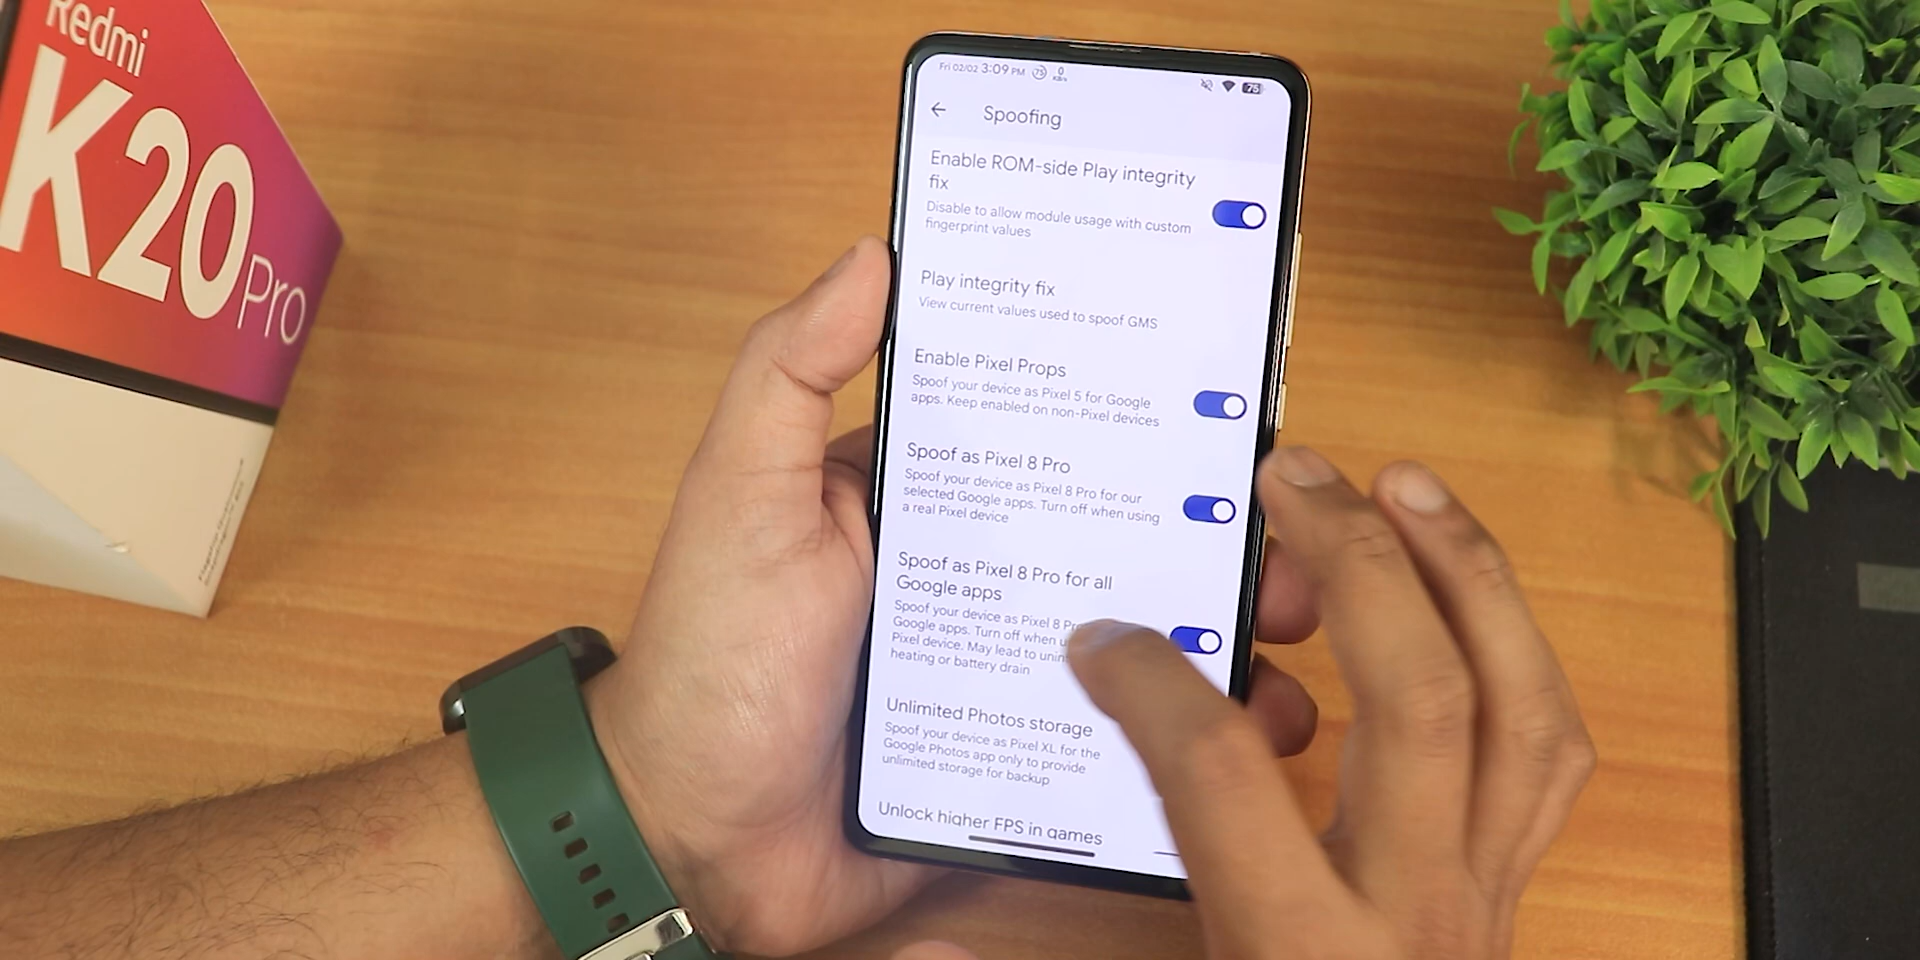 Redmi
K20 Pro
Fri 02/02 3:09 PM 75 0 KB/s
75
Spoofing
Enable ROM-side Play integrity
fix
Disable to allow module usage with custom
fingerprint values
Play integrity fix
View current values used to spoof GMS
Enable Pixel Props
Spoof your device as Pixel 5 for Google
apps. Keep enabled on non-Pixel devices
Spoof as Pixel 8 Pro
Spoof your device as Pixel 8 Pro for our
selected Google apps. Turn off when using
a real Pixel device
Spoof as Pixel 8 Pro for all
Google apps
Spoof your device as Pixel 8
Google apps. Turn off when
Pixel device. May lead to
heating or battery drain
Unlimited Photos storage
Spoof your device as Pixel XL for the
Google Photos app only to provide
unlimited storage for backup
Unlock higher FPS in games